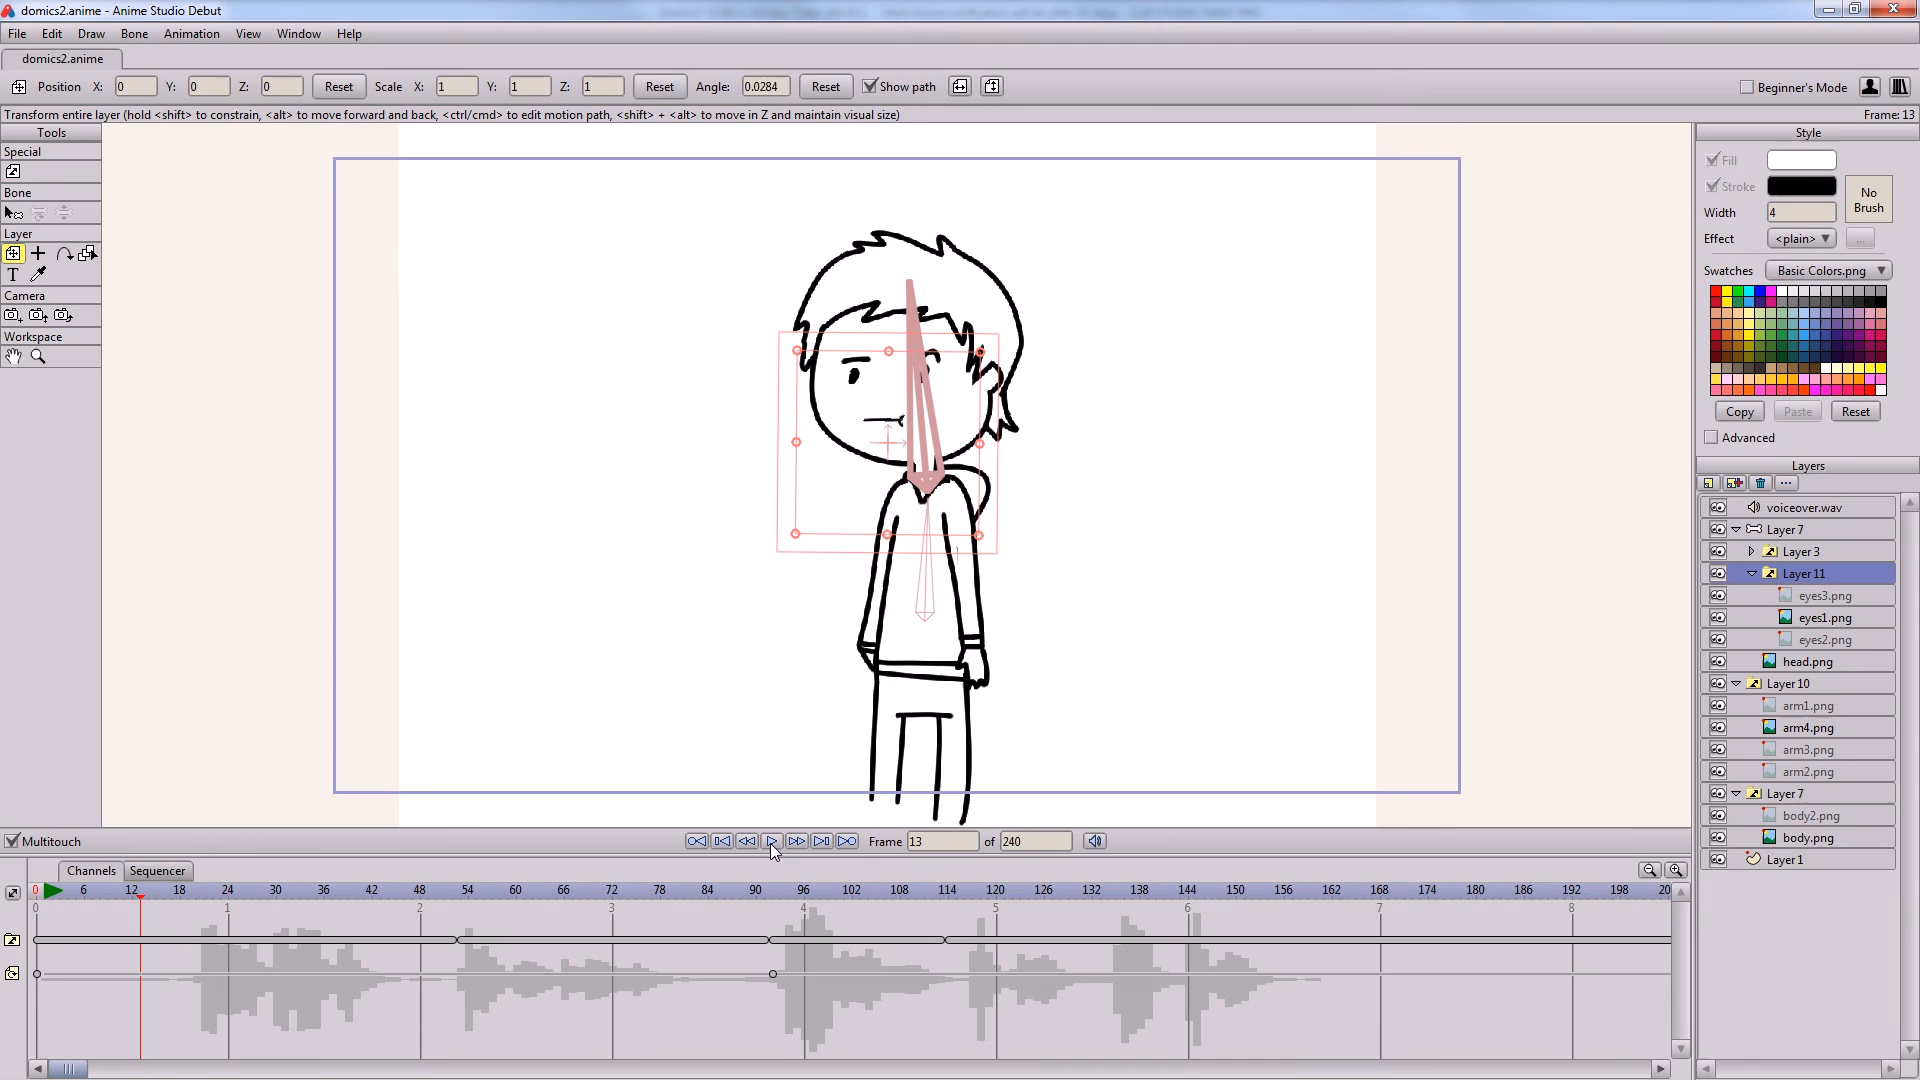 domics2.anime - Anime Studio Debut
File Edit Draw Bone Animation View Window Help
domics2.anime
Position X: 0 Y: 0 Z: 0 Reset Scale X: 1 Y: 1 Z: 1 Reset Angle: 0.0284 Reset Show path Beginner's Mode
Transform entire layer (hold <shift> to constrain, <alt> to move forward and back, <ctrl/cmd> to edit motion path, <shift> + <alt> to move in Z and maintain visual size) Frame: 13
Tools
Special
Bone
Layer
T
Camera
Workspace
Style
Fill
Stroke
No Brush
Width 4
Effect <plain> ...
Swatches Basic Colors.png
Copy Paste Reset
Advanced
Layers
voiceover.wav
Layer 7
Layer 3
Layer 11
eyes3.png
eyes1.png
eyes2.png
head.png
Layer 10
arm1.png
arm4.png
arm3.png
arm2.png
Layer 7
body2.png
body.png
Layer 1
Multitouch Frame 13 of 240
Channels Sequencer
0 6 12 18 24 30 36 42 48 54 60 66 72 78 84 90 96 102 108 114 120 126 132 138 144 150 156 162 168 174 180 186 192 198 20
0 1 2 3 4 5 6 7 8